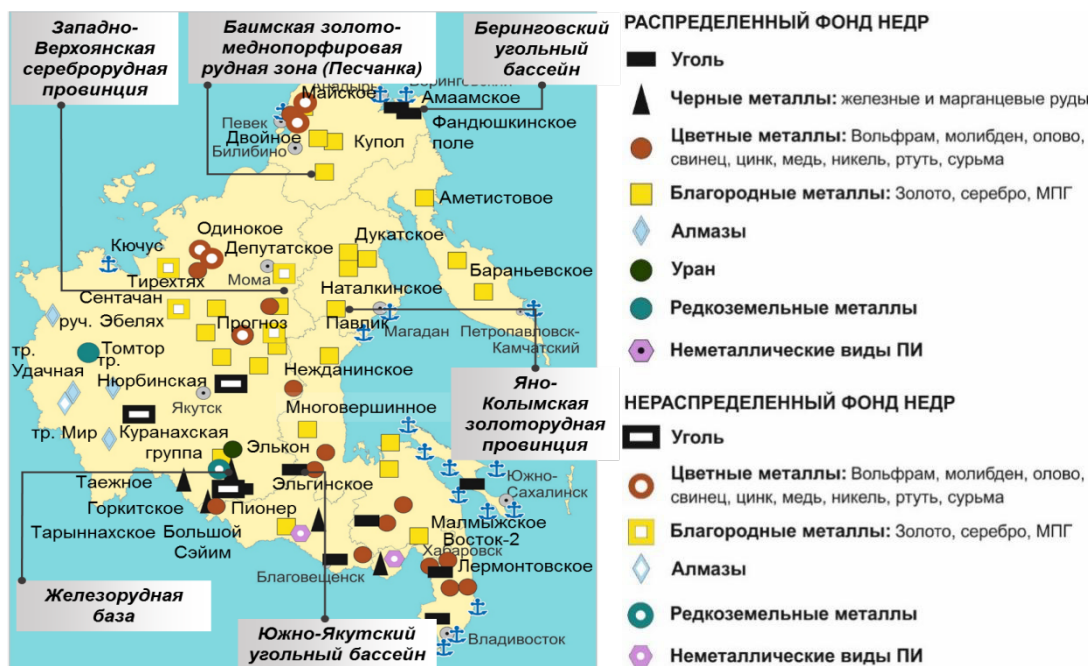 Западно-
Верхоянская
сереброрудная
провинция
Баимская золото-
меднопорфировая
рудная зона (Песчанка)
Беринговский
угольный
бассейн
Анадырь
Беринговский
Майское
Амаамское
Певек
Фандюшкинское
поле
Двойное
Билибино
Купол
Аметистовое
Одинокое
Депутатское
Дукатское
Кючус
Мома
Бараньевское
Тирехтях
Сентачан
Наталкинское
руч. Эбелях
Прогноз
Павлик
Магадан
Петропавловск-
Камчатский
тр.
Удачная
Томтор
тр.
Нюрбинская
Нежданинское
Якутск
Яно-
Колымская
золоторудная
провинция
Многовершинное
тр. Мир
Куранахская
группа
Элькон
Южно-
Сахалинск
Таежное
Эльгинское
Горкитское
Пионер
Тарыннахское
Большой
Сэйим
Малмыжское
Восток-2
Хабаровск
Лермонтовское
Благовещенск
Железорудная
база
Южно-Якутский
угольный бассейн
Владивосток
РАСПРЕДЕЛЕННЫЙ ФОНД НЕДР
Уголь
Черные металлы: железные и марганцевые руды
Цветные металлы: Вольфрам, молибден, олово,
свинец, цинк, медь, никель, ртуть, сурьма
Благородные металлы: Золото, серебро, МПГ
Алмазы
Уран
Редкоземельные металлы
Неметаллические виды ПИ
НЕРАСПРЕДЕЛЕННЫЙ ФОНД НЕДР
Уголь
Цветные металлы: Вольфрам, молибден, олово,
свинец, цинк, медь, никель, ртуть, сурьма
Благородные металлы: Золото, серебро, МПГ
Алмазы
Редкоземельные металлы
Неметаллические виды ПИ